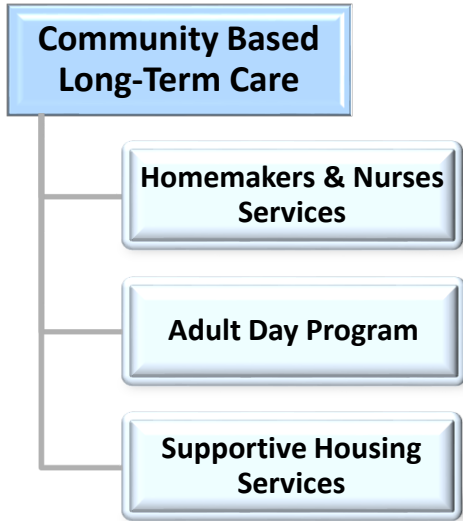 Community Based
Long-Term Care
Homemakers & Nurses
Services
Adult Day Program
Supportive Housing
Services